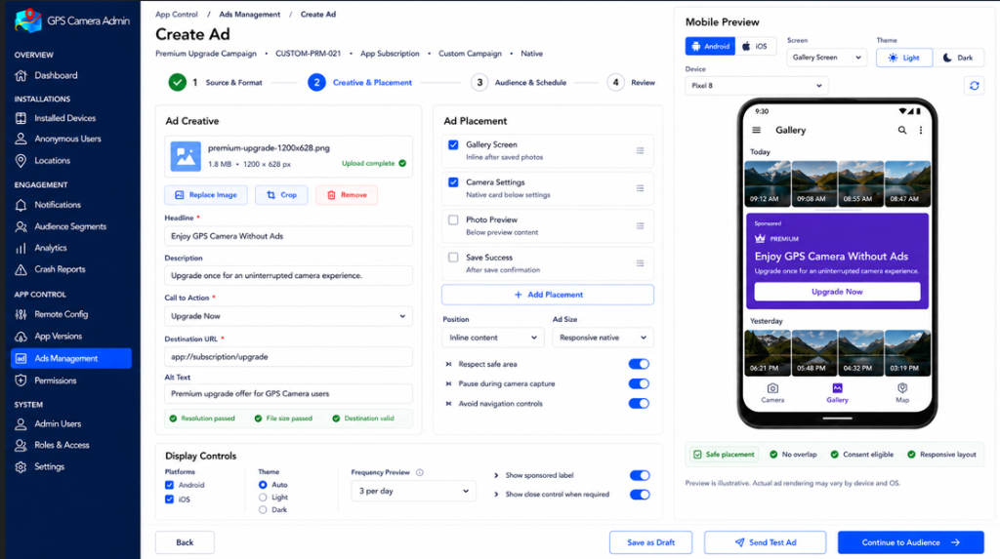 GPS Camera Admin
OVERVIEW
Dashboard
INSTALLATIONS
Installed Devices
Anonymous Users
Locations
ENGAGEMENT
Notifications
Audience Segments
Analytics
Crash Reports
APP CONTROL
Remote Config
App Versions
ad Ads Management
Permissions
SYSTEM
Admin Users
Roles & Access
Settings
App Control / Ads Management / Create Ad
Create Ad
Premium Upgrade Campaign • CUSTOM-PRM-021 • App Subscription • Custom Campaign • Native
1 Source & Format
2 Creative & Placement
3 Audience & Schedule
4 Review
Ad Creative
premium-upgrade-1200x628.png
1.8 MB • 1200 × 628 px
Upload complete
Replace Image
Crop
Remove
Headline *
Enjoy GPS Camera Without Ads
Description
Upgrade once for an uninterrupted camera experience.
Call to Action *
Upgrade Now
Destination URL *
app://subscription/upgrade
Alt Text
Premium upgrade offer for GPS Camera users
Resolution passed
File size passed
Destination valid
Ad Placement
Gallery Screen
Inline after saved photos
Camera Settings
Native card below settings
Photo Preview
Below preview content
Save Success
After save confirmation
+ Add Placement
Position
Inline content
Ad Size
Responsive native
Respect safe area
Pause during camera capture
Avoid navigation controls
Display Controls
Platforms
Android
iOS
Theme
Auto
Light
Dark
Frequency Preview
3 per day
Show sponsored label
Show close control when required
Back
Save as Draft
Send Test Ad
Continue to Audience
Mobile Preview
Android
iOS
Screen
Gallery Screen
Theme
Light
Dark
Device
Pixel 8
9:30
Gallery
Today
09:12 AM
09:08 AM
08:55 AM
08:47 AM
Sponsored
PREMIUM
Enjoy GPS Camera Without Ads
Upgrade once for an uninterrupted camera experience.
Upgrade Now
Yesterday
06:21 PM
05:48 PM
04:32 PM
03:19 PM
Camera
Gallery
Map
Safe placement
No overlap
Consent eligible
Responsive layout
Preview is illustrative. Actual ad rendering may vary by device and OS.